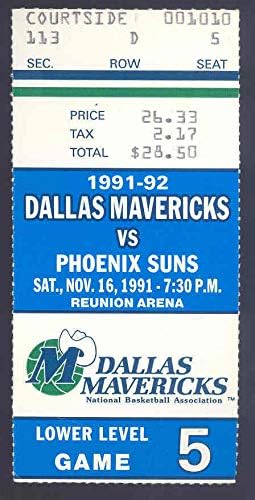 COURTSIDE 001010
113 D 5
SEC. ROW SEAT
PRICE 26.33
TAX 2.17
TOTAL $28.50
1991-92
DALLAS MAVERICKS
VS
PHOENIX SUNS
SAT., NOV. 16, 1991 - 7:30 P.M.
REUNION ARENA
M
DALLAS
MAVERICKS
National Basketball Association ™
LOWER LEVEL
GAME 5